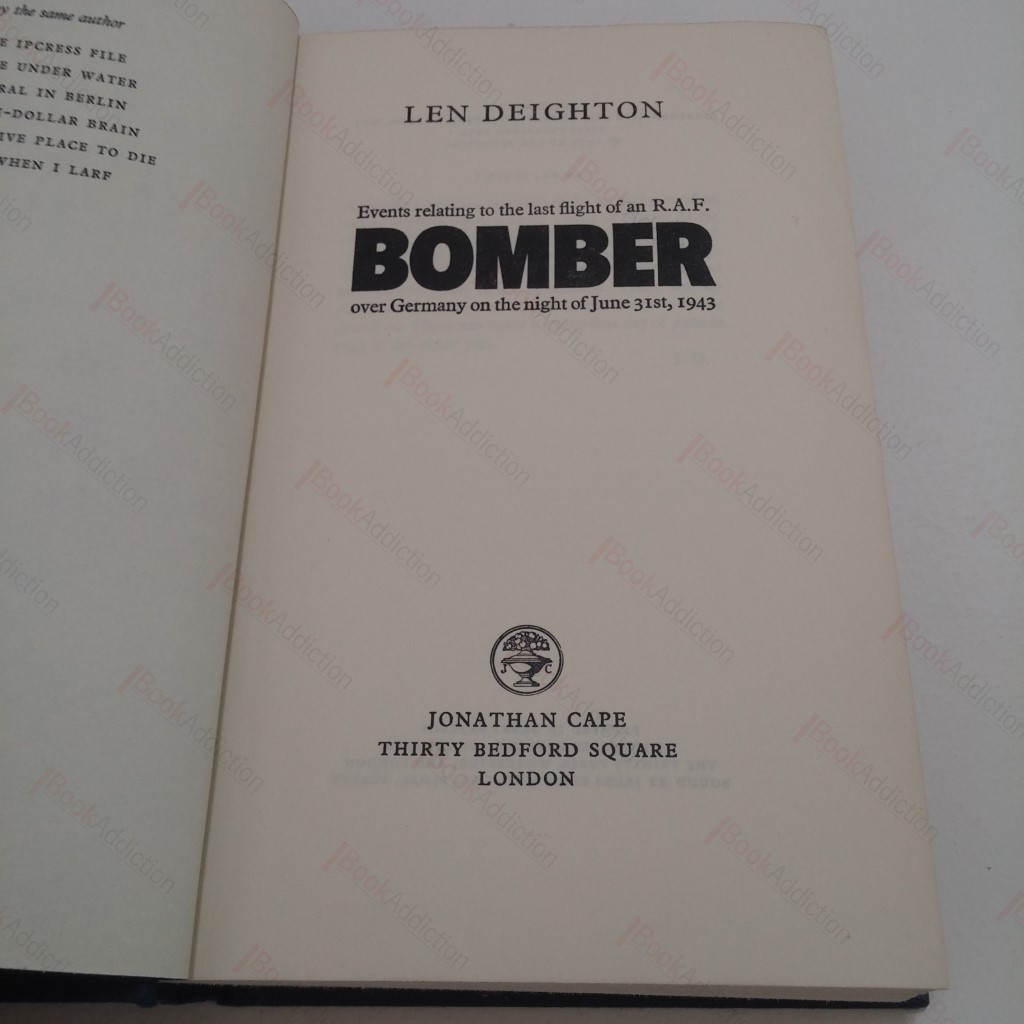 y the same author
E IPCRESS FILE
E UNDER WATER
RAL IN BERLIN
N-DOLLAR BRAIN
IVE PLACE TO DIE
WHEN I LARF
LEN DEIGHTON
Events relating to the last flight of an R.A.F.
BOMBER
over Germany on the night of June 31st, 1943
J C
JONATHAN CAPE
THIRTY BEDFORD SQUARE
LONDON
BookAddiction